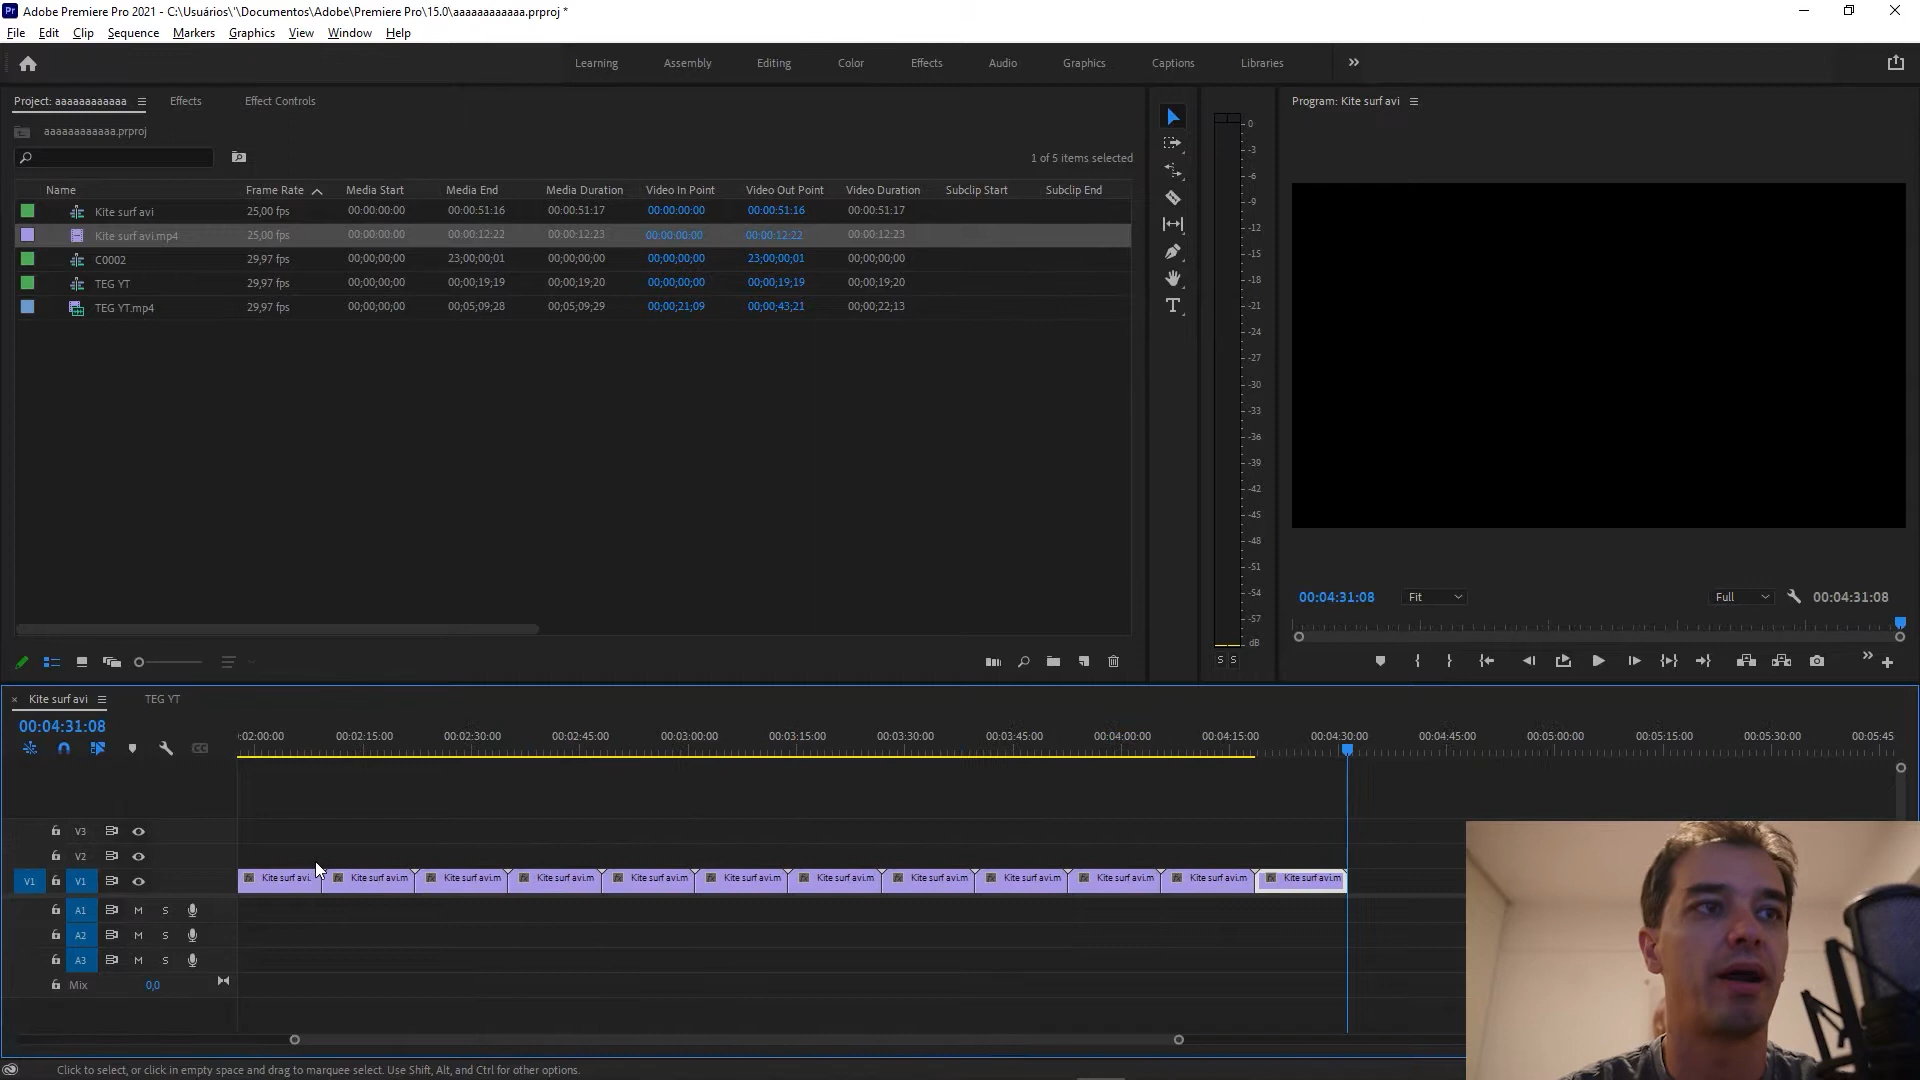 Pr Adobe Premiere Pro 2021 - C:\Usuários\'\Documentos\Adobe\Premiere Pro\15.0\aaaaaaaaaaaa.prproj *
File Edit Clip Sequence Markers Graphics View Window Help
Learning Assembly Editing Color Effects Audio Graphics Captions Libraries
Project: aaaaaaaaaaaa Effects Effect Controls
Program: Kite surf avi
aaaaaaaaaaaa.prproj
1 of 5 items selected
Name Frame Rate Media Start Media End Media Duration Video In Point Video Out Point Video Duration Subclip Start Subclip End
Kite surf avi 25,00 fps 00:00:00:00 00:00:51:16 00:00:51:17 00:00:00:00 00:00:51:16 00:00:51:17
Kite surf avi.mp4 25,00 fps 00:00:00:00 00:00:12:22 00:00:12:23 00:00:00:00 00:00:12:22 00:00:12:23
C0002 29,97 fps 00;00;00;00 23;00;00;01 00;00;00;00 00;00;00;00 23;00;00;01 00;00;00;00
TEG YT 29,97 fps 00;00;00;00 00;00;19;19 00;00;19;20 00;00;00;00 00;00;19;19 00;00;19;20
TEG YT.mp4 29,97 fps 00;00;00;00 00;05;09;28 00;05;09;29 00;00;21;09 00;00;43;21 00;00;22;13
0
-3
-6
-9
-12
-15
-18
-21
-24
-27
-30
-33
-36
-39
-42
-45
-48
-51
-54
-57
dB
S S
T
00:04:31:08 Fit Full 00:04:31:08
Kite surf avi TEG YT
00:04:31:08
:02:00:00 00:02:15:00 00:02:30:00 00:02:45:00 00:03:00:00 00:03:15:00 00:03:30:00 00:03:45:00 00:04:00:00 00:04:15:00 00:04:30:00 00:04:45:00 00:05:00:00 00:05:15:00 00:05:30:00 00:05:45
V3
V2
V1 V1 fx Kite surf avi. fx Kite surf avi.m fx Kite surf avi.m fx Kite surf avi.m fx Kite surf avi.m fx Kite surf avi.m fx Kite surf avi.m fx Kite surf avi.m fx Kite surf avi.m fx Kite surf avi.m fx Kite surf avi.m fx Kite surf avi.m
A1 M S
A2 M S
A3 M S
Mix 0,0
Click to select, or click in empty space and drag to marquee select. Use Shift, Alt, and Ctrl for other options.